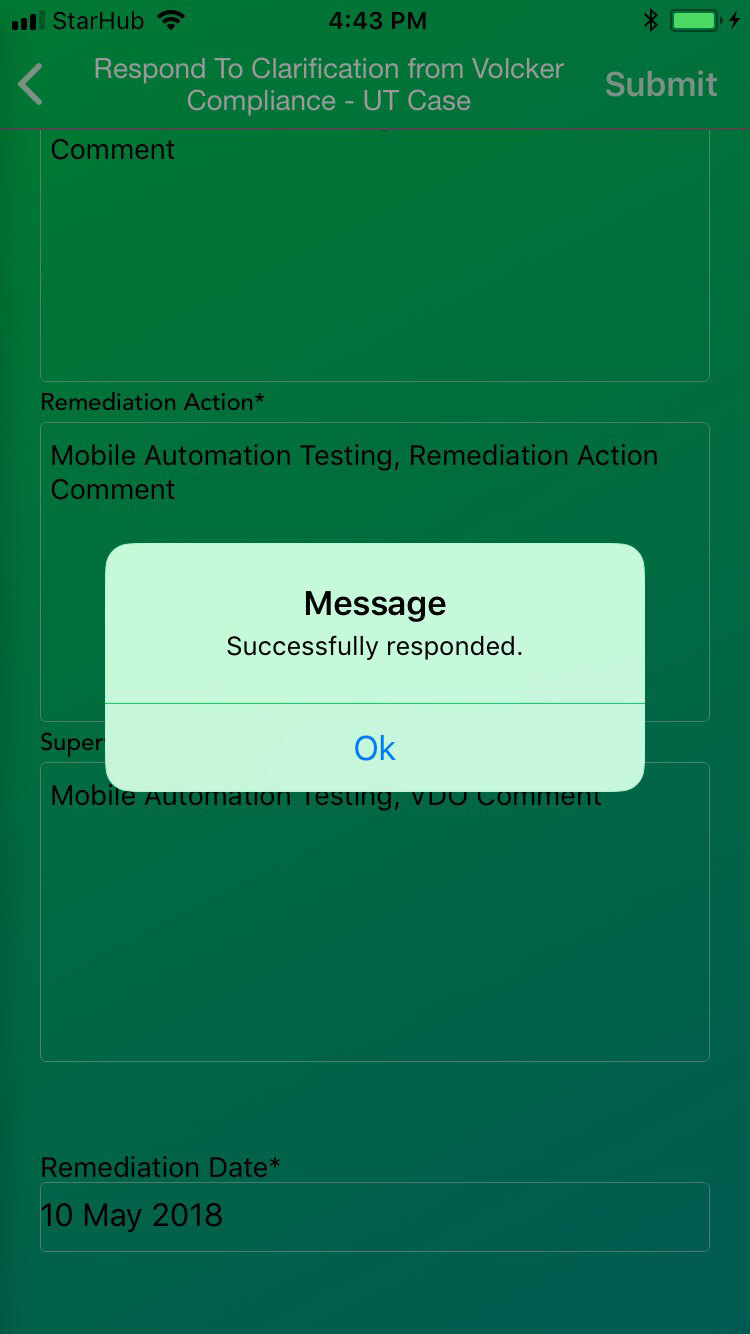 StarHub
4:43 PM
Respond To Clarification from Volcker
Compliance - UT Case
Submit
Comment
Remediation Action*
Mobile Automation Testing, Remediation Action
Comment
Message
Successfully responded.
Super
Ok
Mobile Automation Testing, VDO Comment
Remediation Date*
10 May 2018